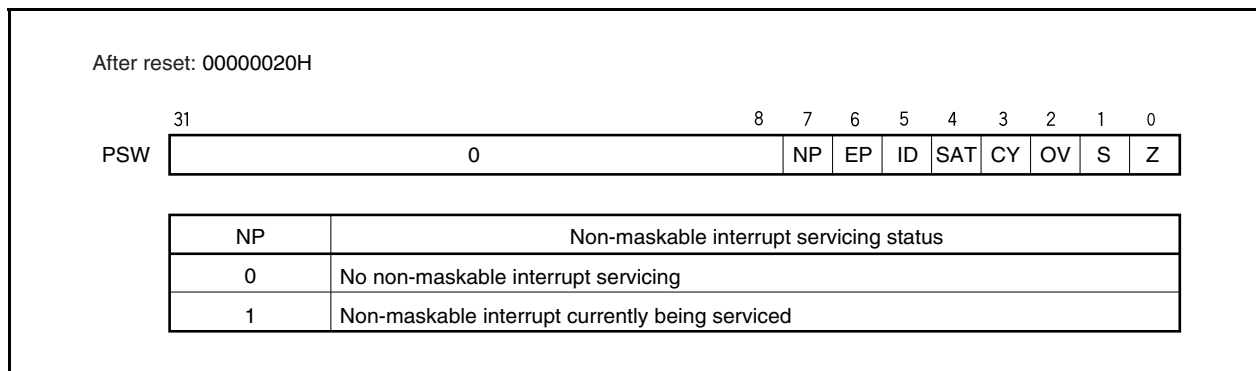 After reset: 00000020H
31 8 7 6 5 4 3 2 1 0
PSW 0 NP EP ID SAT CY OV S Z
NP Non-maskable interrupt servicing status
0 No non-maskable interrupt servicing
1 Non-maskable interrupt currently being serviced